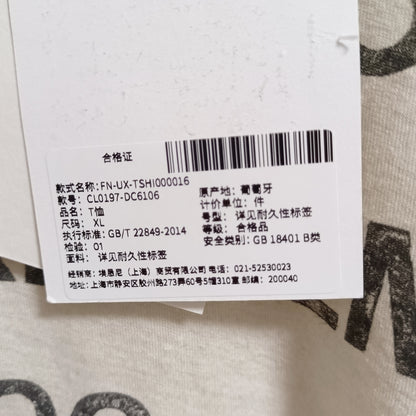 合格证
款式名称: FN-UX-TSHI000016
款号: CL0197-DC6106
品名: T恤
尺码: XL
执行标准: GB/T 22849-2014
检验: 01
面料: 详见耐久性标签
原产地: 葡萄牙
计价单位: 件
号型: 详见耐久性标签
等级: 合格品
安全类别: GB 18401 B类
经销商: 埃恳尼（上海）商贸有限公司 电话: 021-52530023
地址: 上海市静安区胶州路273弄60号5幢310室 邮编: 200040